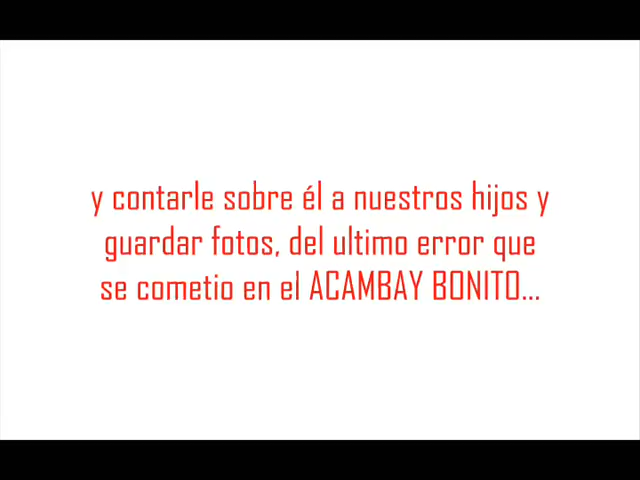 y contarle sobre él a nuestros hijos y
guardar fotos, del ultimo error que
se cometio en el ACAMBAY BONITO...